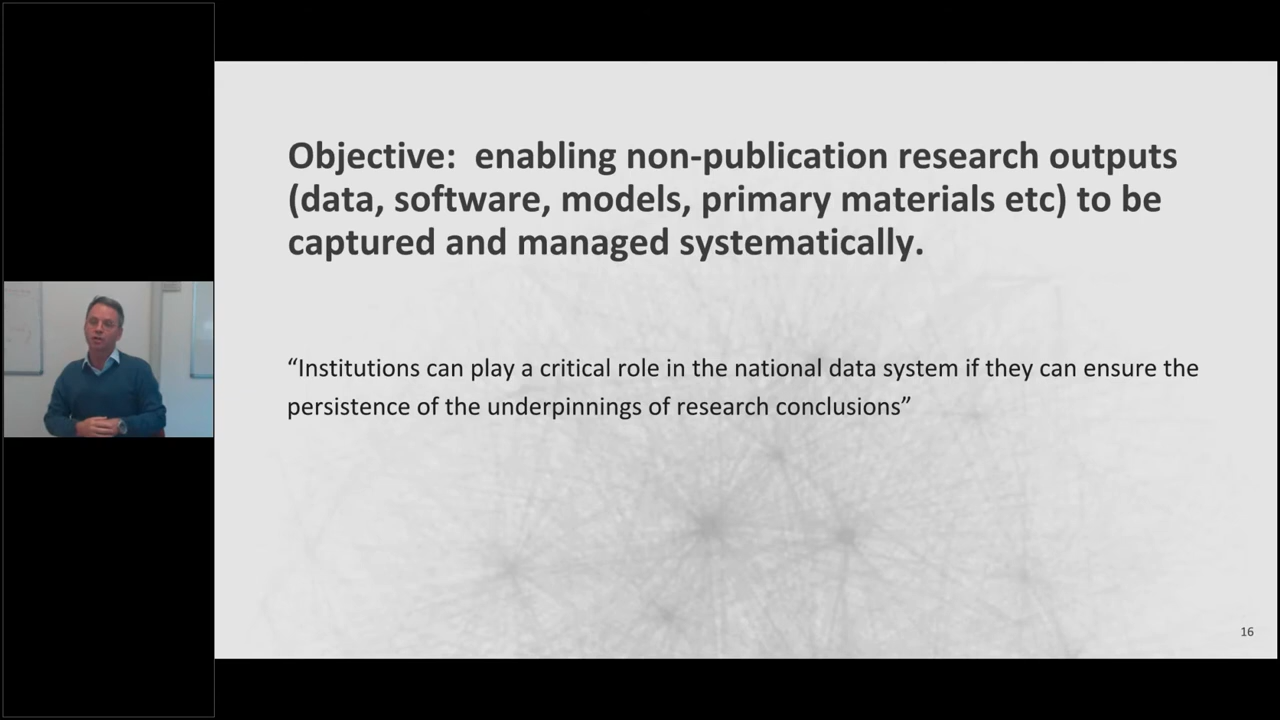 Objective:  enabling non-publication research outputs
(data, software, models, primary materials etc) to be
captured and managed systematically.
“Institutions can play a critical role in the national data system if they can ensure the
persistence of the underpinnings of research conclusions”
16